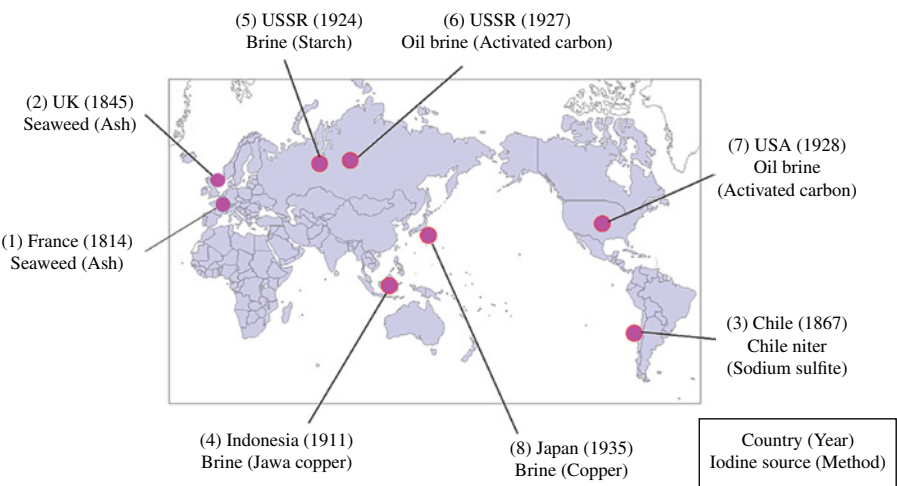 (5) USSR (1924)
Brine (Starch)
(6) USSR (1927)
Oil brine (Activated carbon)
(2) UK (1845)
Seaweed (Ash)
(7) USA (1928)
Oil brine
(Activated carbon)
(1) France (1814)
Seaweed (Ash)
(3) Chile (1867)
Chile niter
(Sodium sulfite)
(4) Indonesia (1911)
Brine (Jawa copper)
(8) Japan (1935)
Brine (Copper)
Country (Year)
Iodine source (Method)